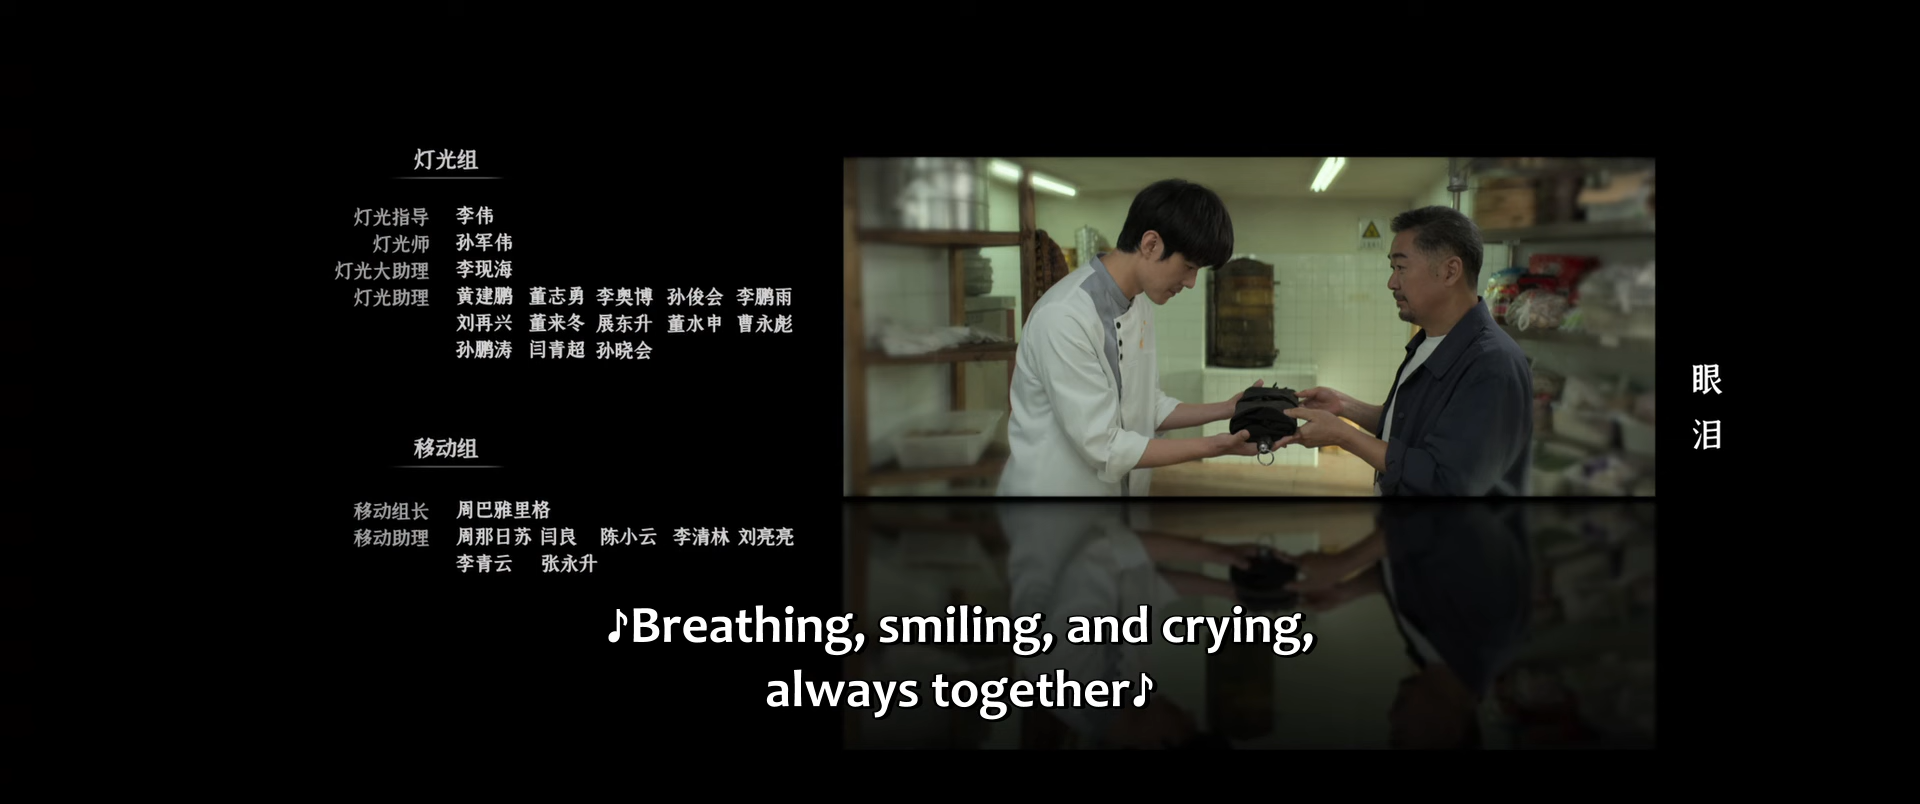 灯光组
灯光指导 李伟
灯光师 孙军伟
灯光大助理 李现海
灯光助理 黄建鹏 董志勇 李奥博 孙俊会 李鹏雨
刘再兴 董来冬 展东升 董水申 曹永彪
孙鹏涛 闫青超 孙晓会
移动组
移动组长 周巴雅里格
移动助理 周那日苏 闫良 陈小云 李清林 刘亮亮
李青云 张永升
眼泪
♪Breathing, smiling, and crying,
always together♪